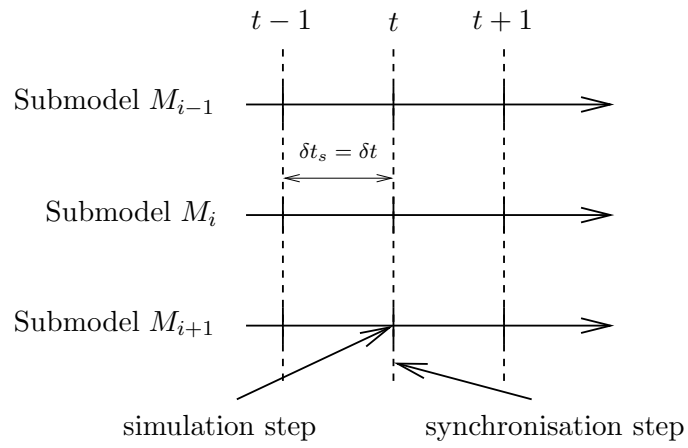 t − 1 t t + 1
Submodel M_{i−1}
δt_s = δt
Submodel M_i
Submodel M_{i+1}
simulation step synchronisation step